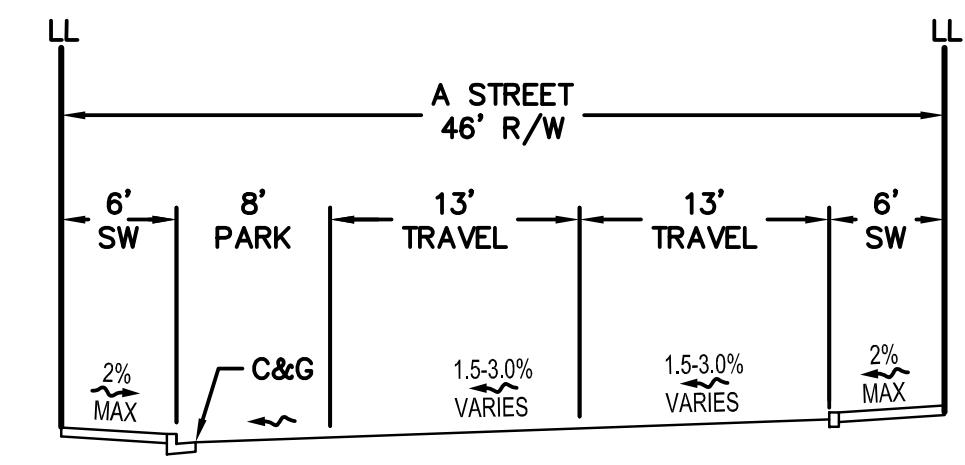 LL
LL
A STREET
46' R/W
6'
SW
8'
PARK
13'
TRAVEL
13'
TRAVEL
6'
SW
2%
MAX
C&G
1.5-3.0%
VARIES
1.5-3.0%
VARIES
2%
MAX